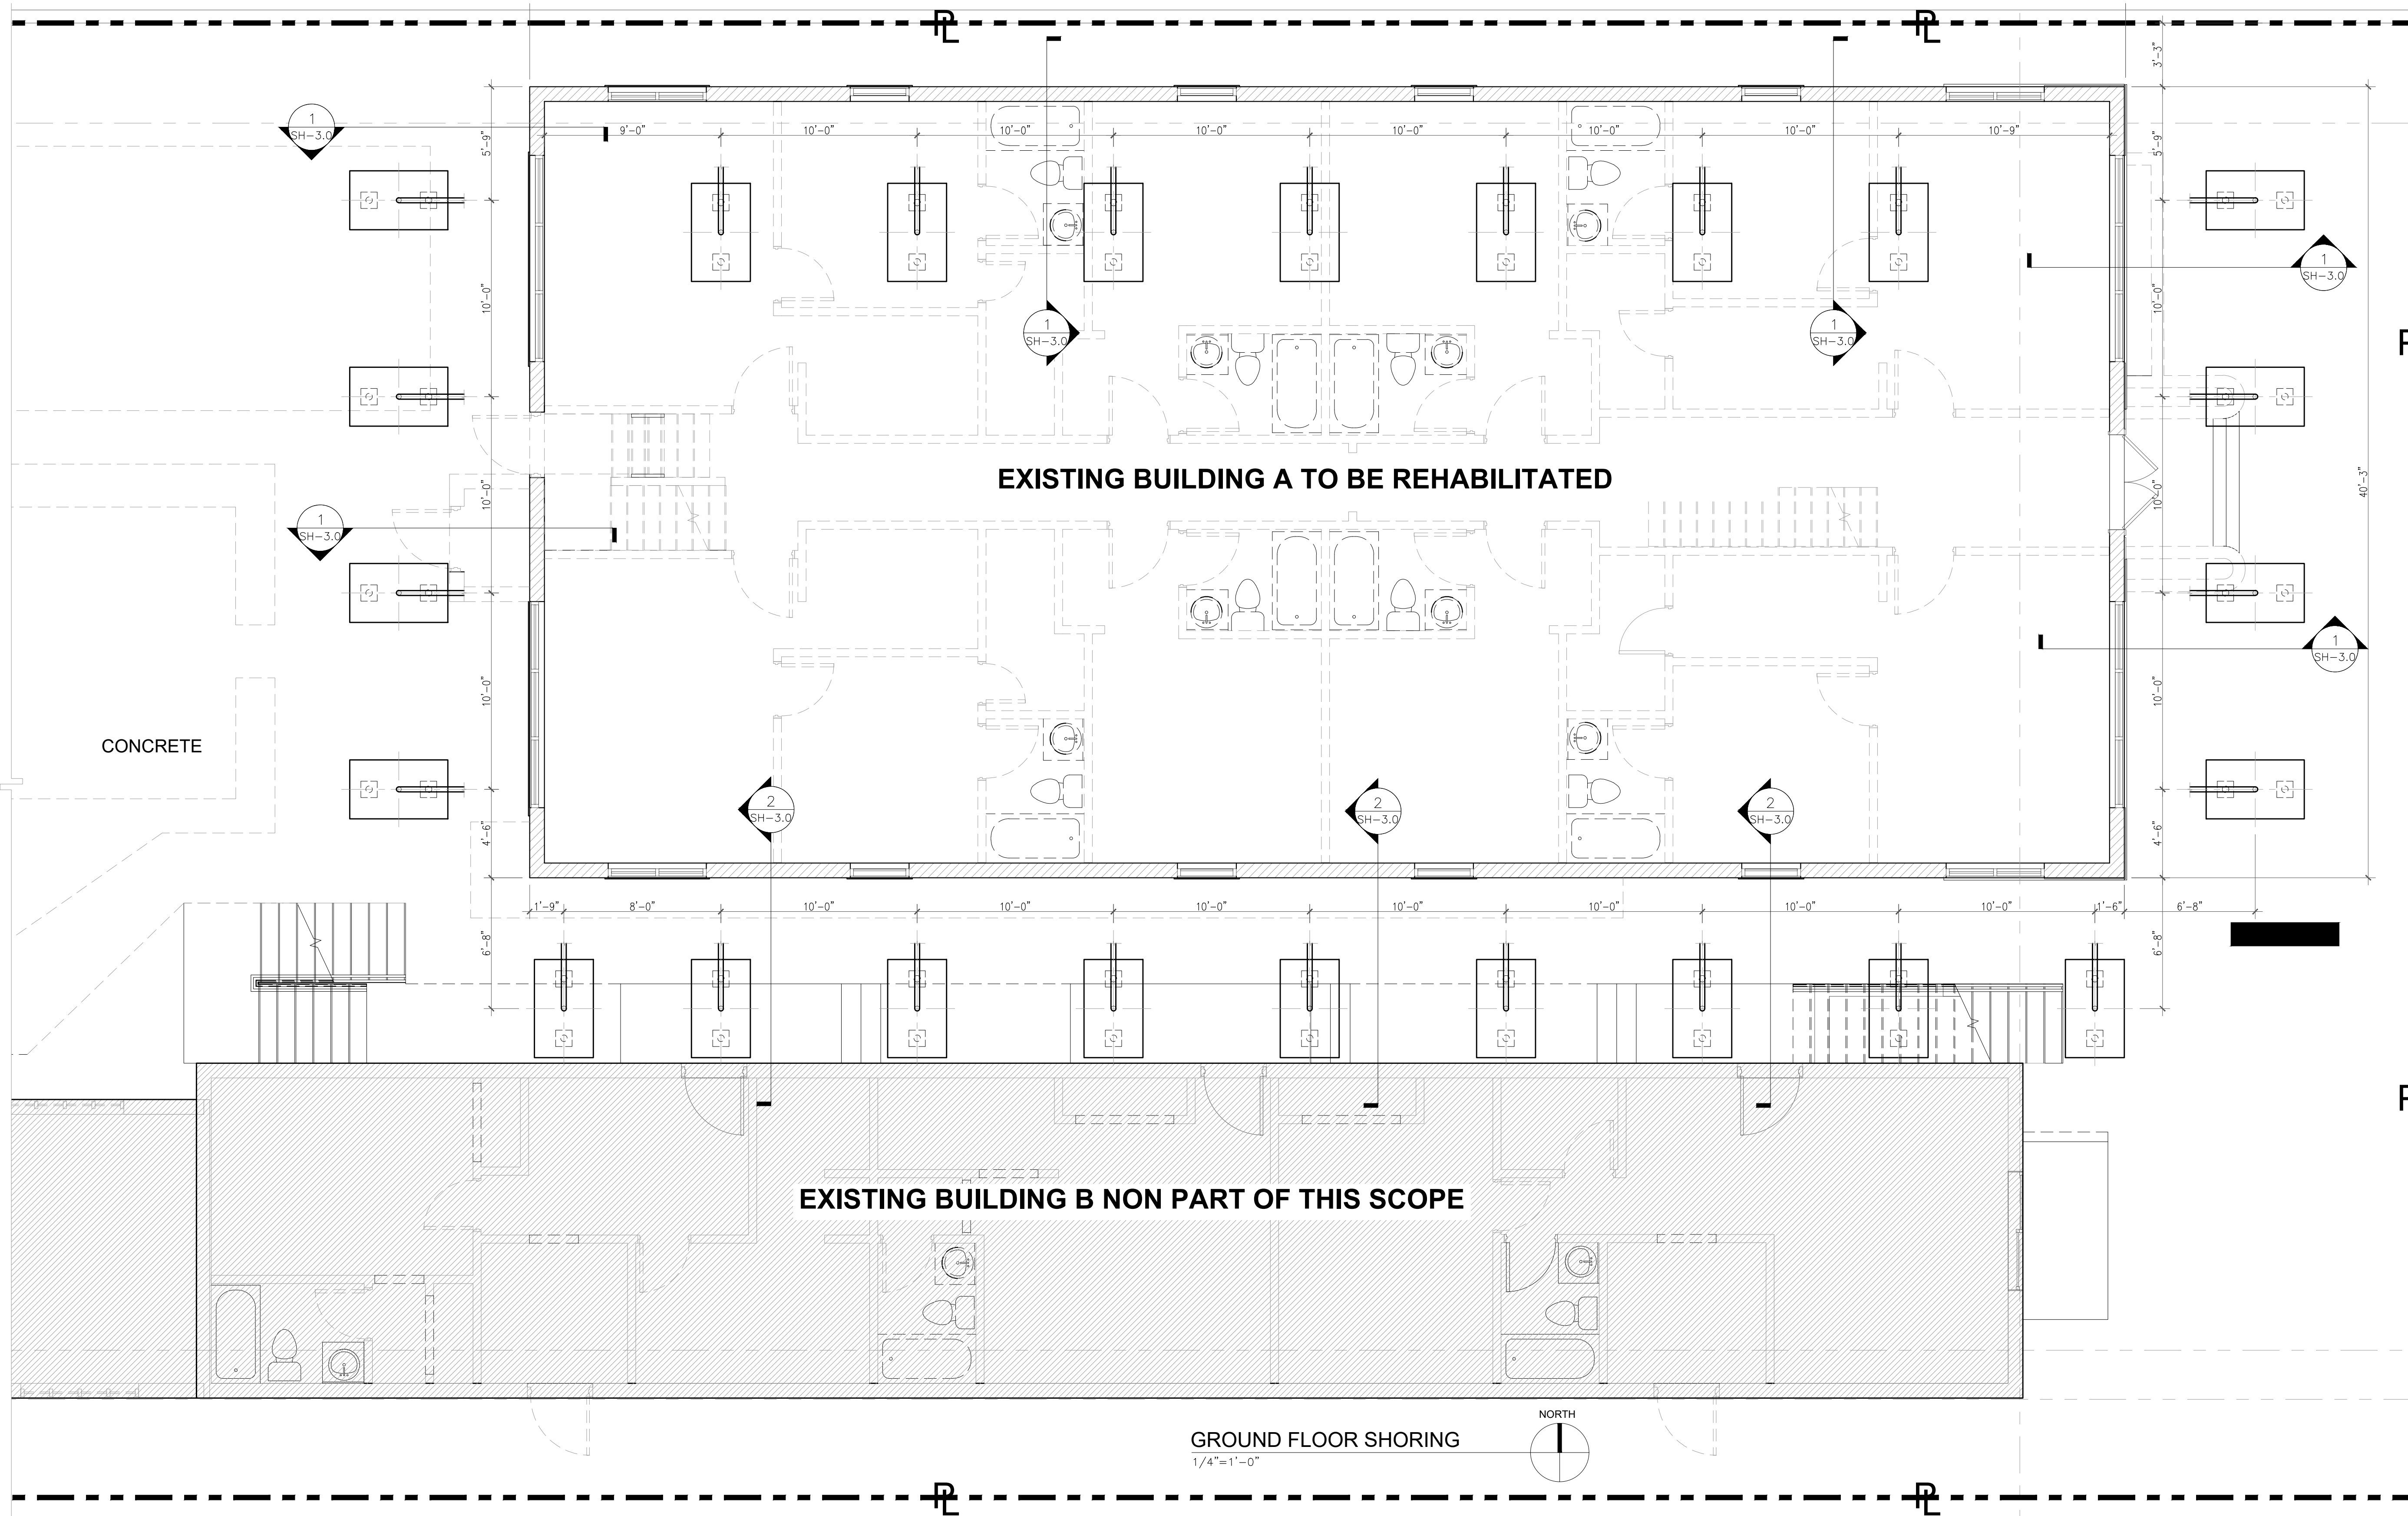 PL
PL
3'-3"
1
SH-3.0
5'-9"
9'-0"
10'-0"
10'-0"
10'-0"
10'-0"
10'-0"
10'-0"
10'-9"
5'-9"
1
SH-3.0
10'-0"
1
SH-3.0
1
SH-3.0
10'-0"
EXISTING BUILDING A TO BE REHABILITATED
40'-3"
10'-0"
10'-0"
1
SH-3.0
1
SH-3.0
10'-0"
10'-0"
CONCRETE
2
SH-3.0
2
SH-3.0
2
SH-3.0
4'-6"
4'-6"
1'-9"
8'-0"
10'-0"
10'-0"
10'-0"
10'-0"
10'-0"
10'-0"
10'-0"
1'-6"
6'-8"
6'-8"
6'-8"
EXISTING BUILDING B NON PART OF THIS SCOPE
NORTH
GROUND FLOOR SHORING
1/4"=1'-0"
PL
PL